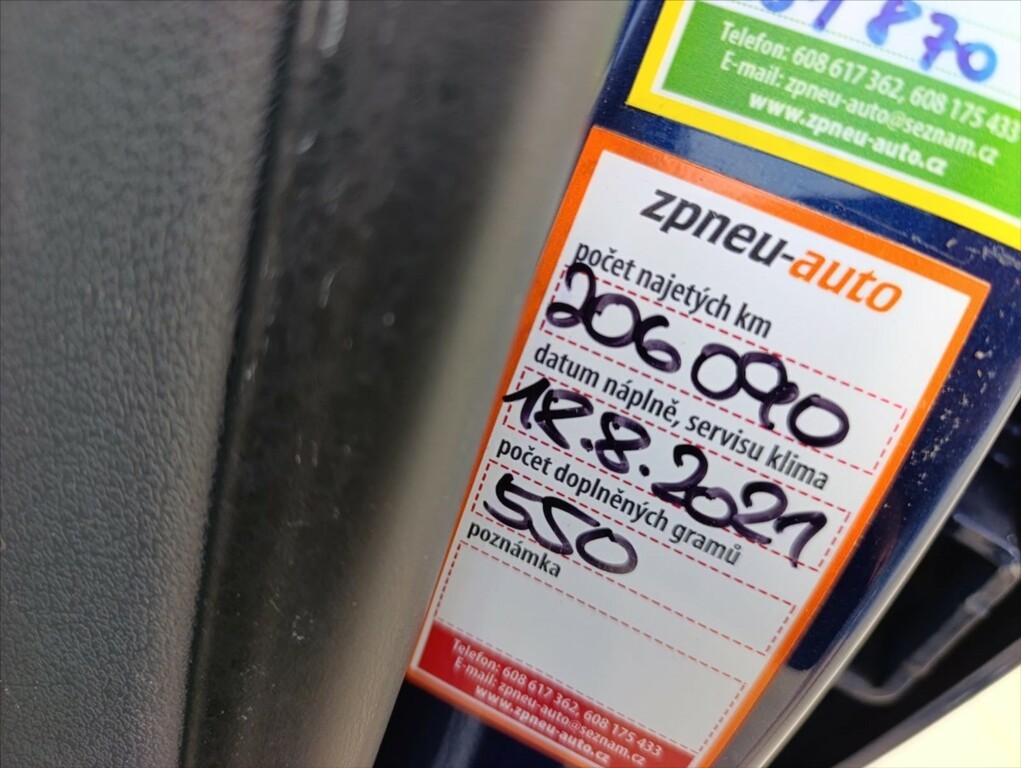 870
Telefon: 608 617 362, 608 175 433
E-mail: zpneu-auto@seznam.cz
www.zpneu-auto.cz
zpneu-auto
počet najetých km
206 090
datum náplně, servisu klima
12.8.2021
počet doplněných gramů
550
poznámka
Telefon: 608 617 362, 608 175 433
E-mail: zpneu-auto@seznam.cz
www.zpneu-auto.cz